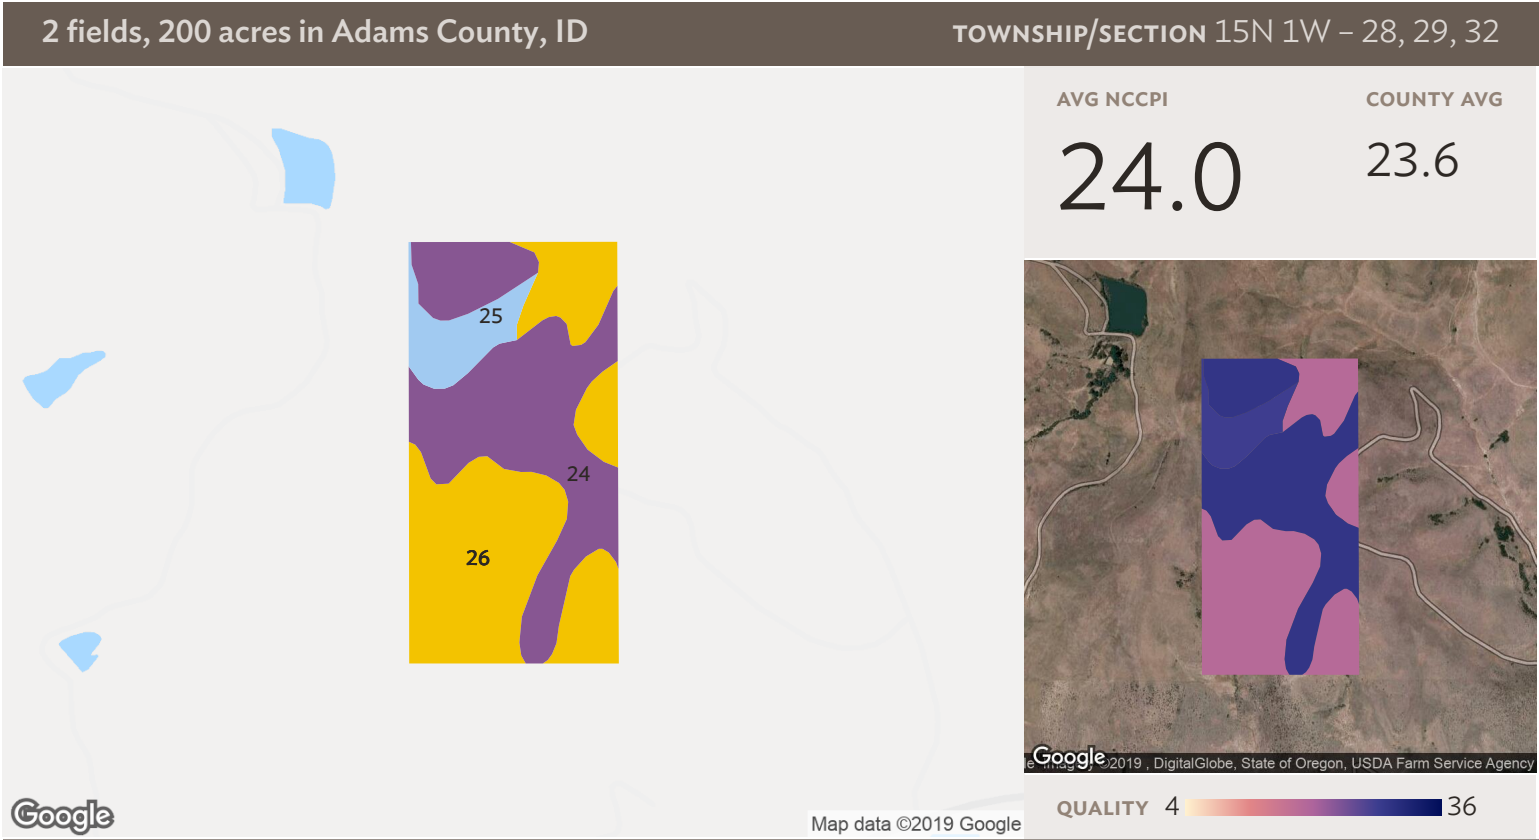 2 fields, 200 acres in Adams County, ID
TOWNSHIP/SECTION 15N 1W – 28, 29, 32
AVG NCCPI
COUNTY AVG
24.0
23.6
25
24
26
Google
Map data ©2019 Google
Google
©2019 , DigitalGlobe, State of Oregon, USDA Farm Service Agency
QUALITY 4 36